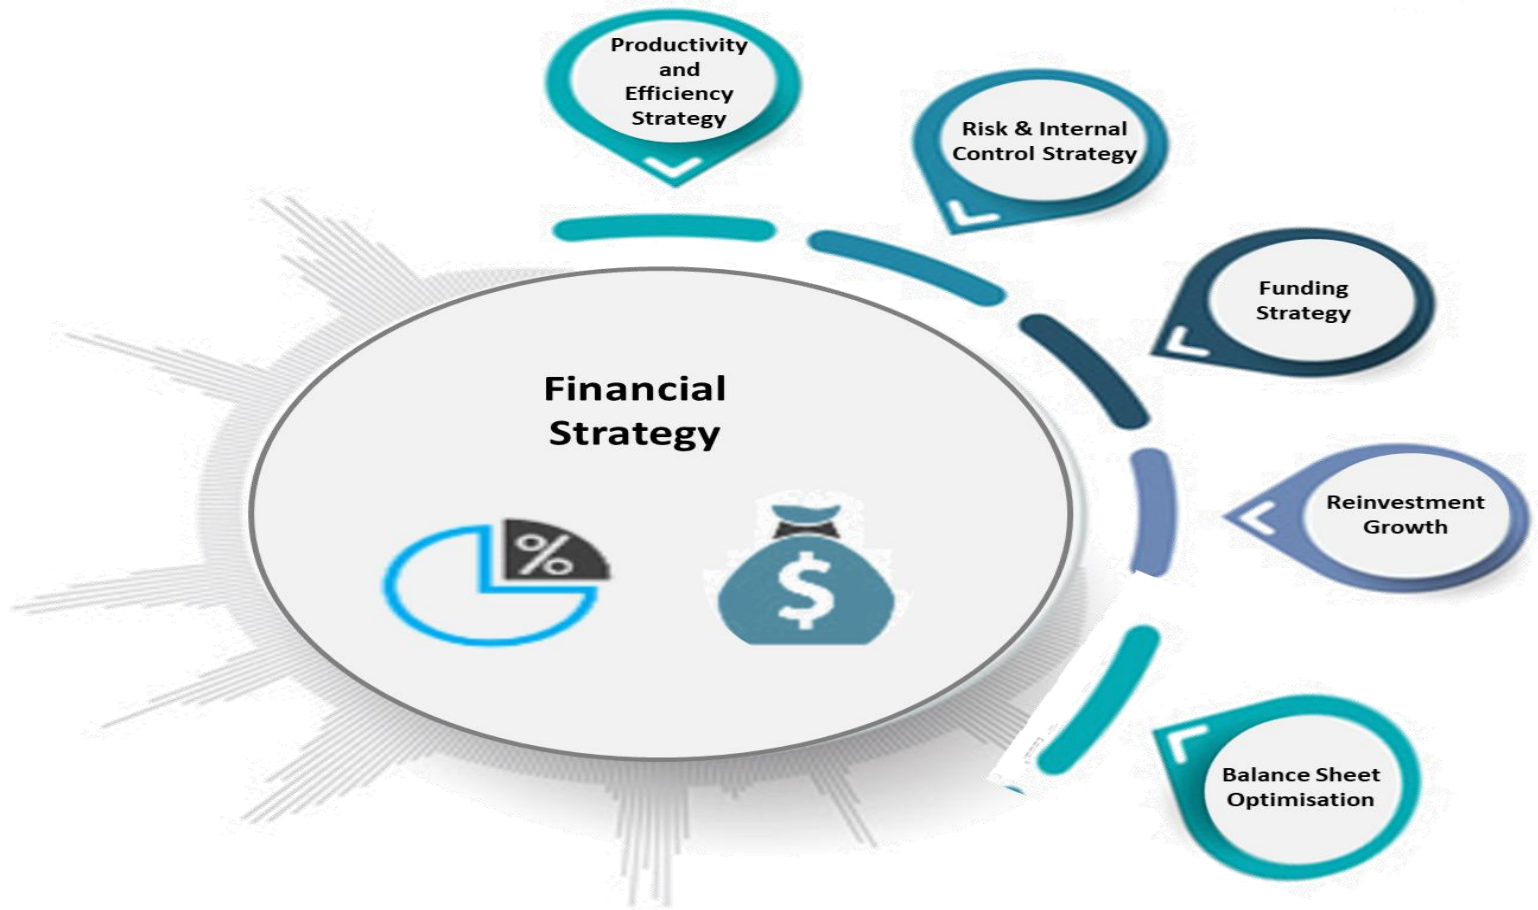 Productivity
and
Efficiency
Strategy
Risk & Internal
Control Strategy
Funding
Strategy
Financial
Strategy
%
$
Reinvestment
Growth
Balance Sheet
Optimisation